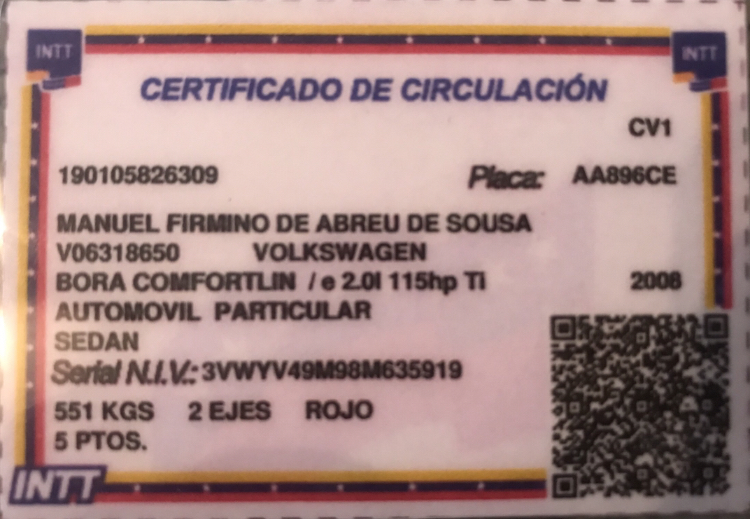 INTT
INTT
CERTIFICADO DE CIRCULACIÓN
CV1
190105826309 Placa: AA896CE
MANUEL FIRMINO DE ABREU DE SOUSA
V06318650 VOLKSWAGEN
BORA COMFORTLIN / e 2.0l 115hp Ti 2008
AUTOMOVIL PARTICULAR
SEDAN
Serial N.I.V.: 3VWYV49M98M635919
551 KGS 2 EJES ROJO
5 PTOS.
INTT